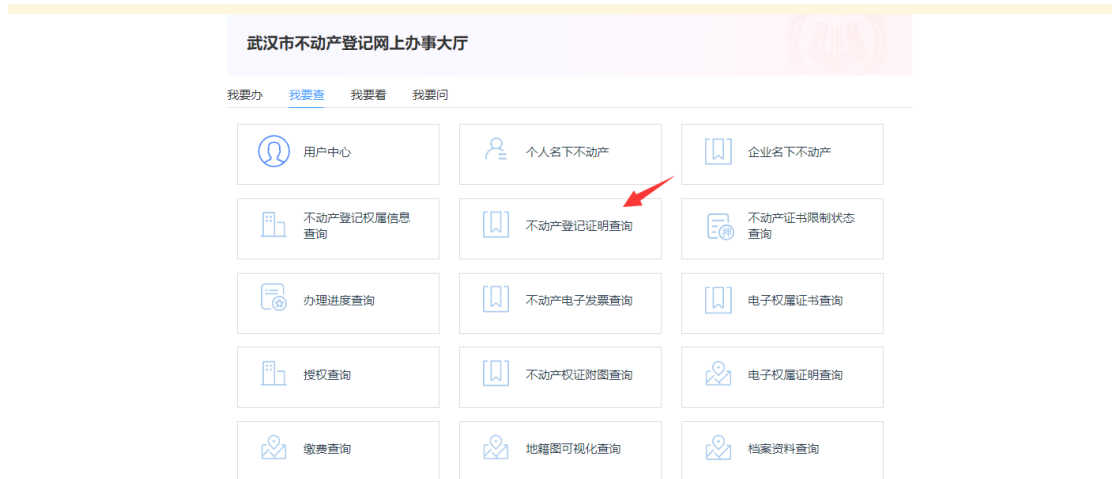 武汉市不动产登记网上办事大厅
我要办 我要查 我要看 我要问
用户中心
个人名下不动产
企业名下不动产
不动产登记权属信息
查询
不动产登记证明查询
不动产证书限制状态
查询
押
办理进度查询
不动产电子发票查询
电子权属证书查询
授权查询
不动产权证附图查询
电子权属证明查询
缴费查询
地籍图可视化查询
档案资料查询